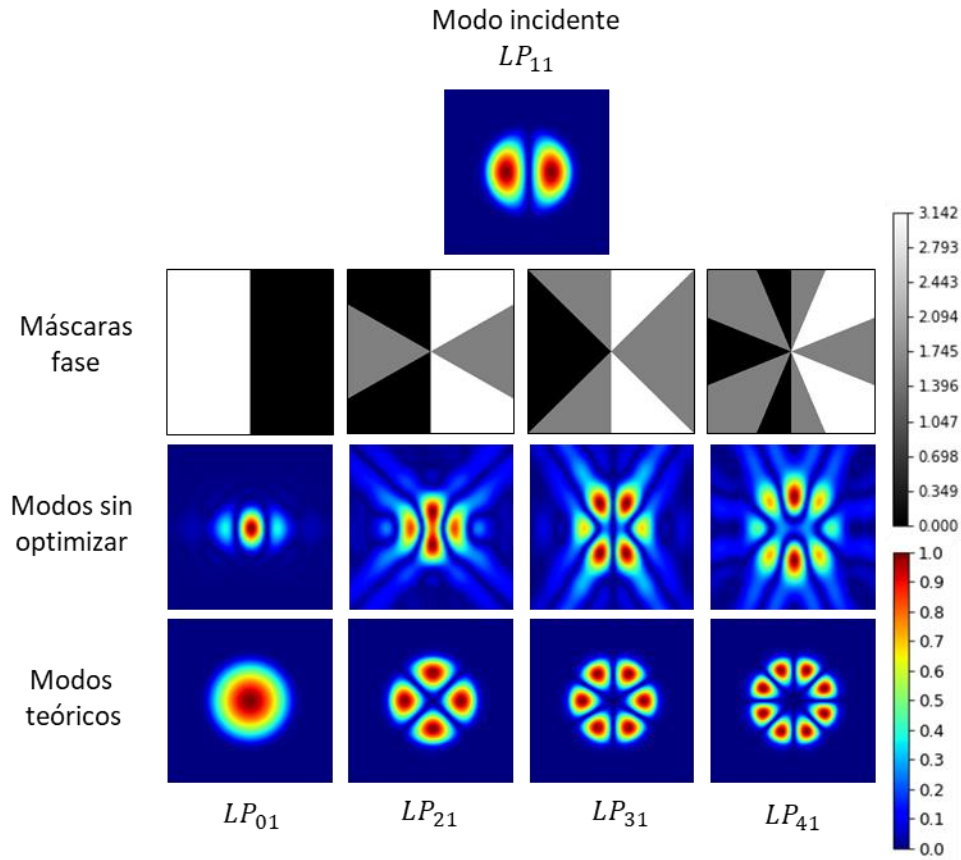 Modo incidente
LP₁₁
Máscaras
fase
3.142
2.793
2.443
2.094
1.745
1.396
1.047
0.698
0.349
0.000
Modos sin
optimizar
Modos
teóricos
1.0
0.9
0.8
0.7
0.6
0.5
0.4
0.3
0.2
0.1
0.0
LP₀₁ LP₂₁ LP₃₁ LP₄₁